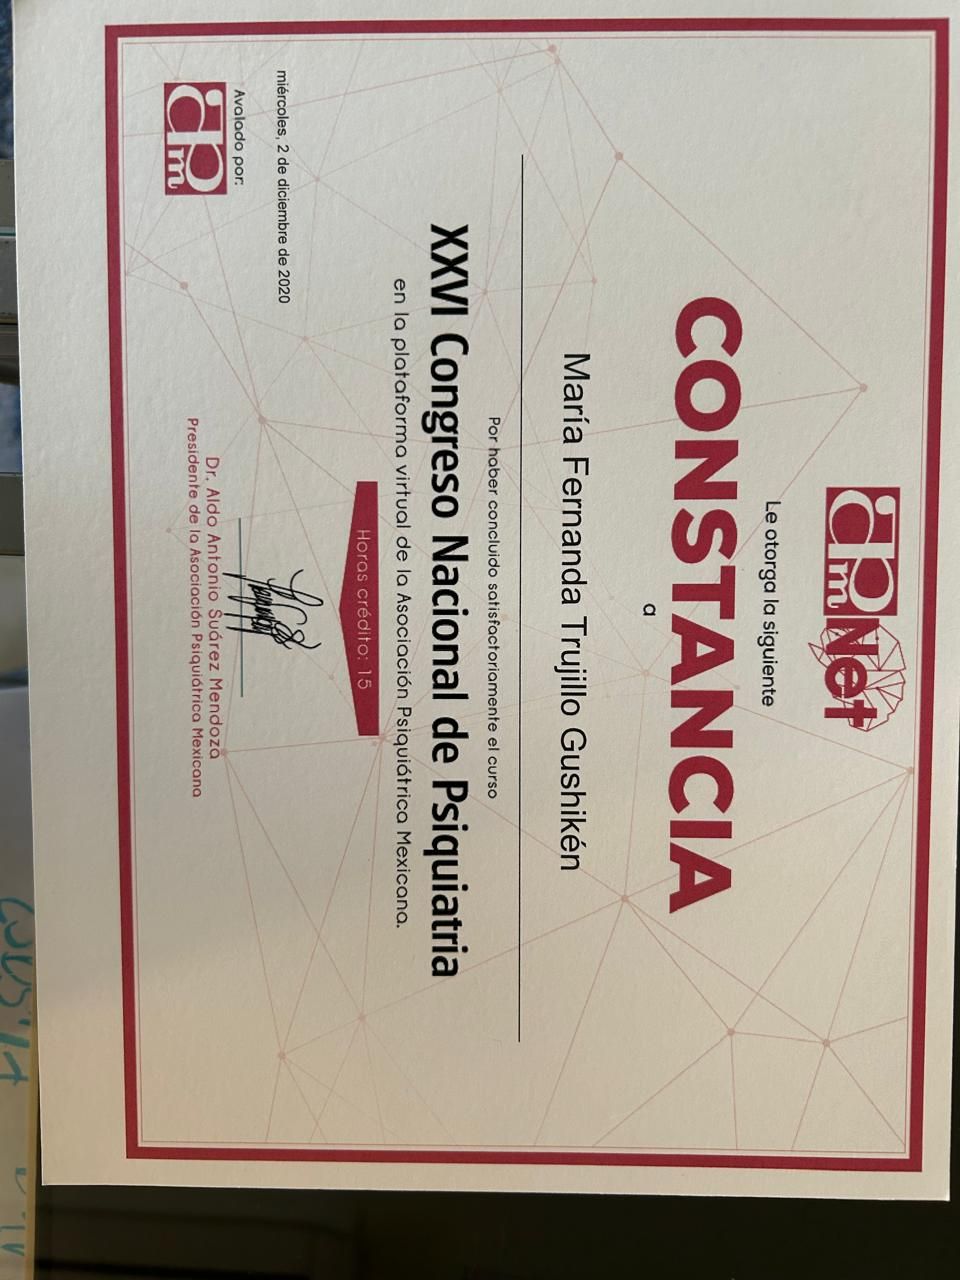 apm Net
Le otorga la siguiente
CONSTANCIA
a
María Fernanda Trujillo Gushikén
Por haber concluido satisfactoriamente el curso
XXVI Congreso Nacional de Psiquiatria
en la plataforma virtual de la Asociación Psiquiátrica Mexicana.
Horas crédito: 15
miércoles, 2 de diciembre de 2020
Avalado por:
apm
Dr. Aldo Antonio Suárez Mendoza
Presidente de la Asociación Psiquiátrica Mexicana